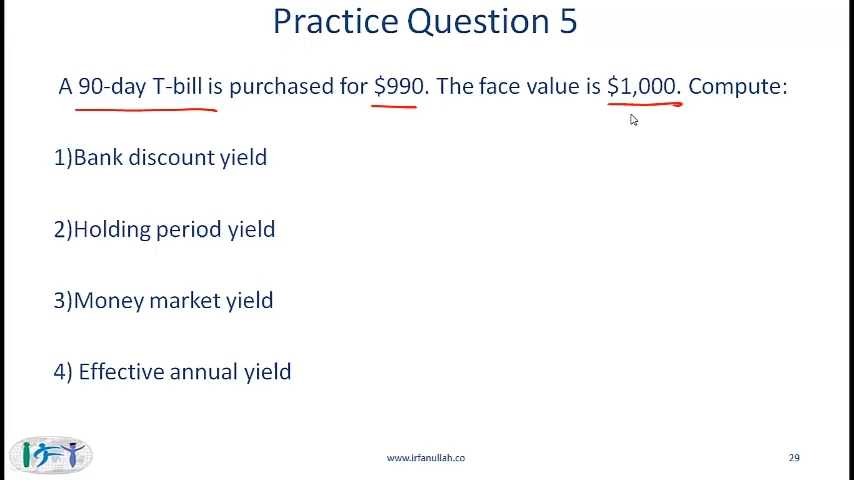 Practice Question 5
A 90-day T-bill is purchased for $990. The face value is $1,000. Compute:
1)Bank discount yield
2)Holding period yield
3)Money market yield
4) Effective annual yield
www.irfanullah.co
29